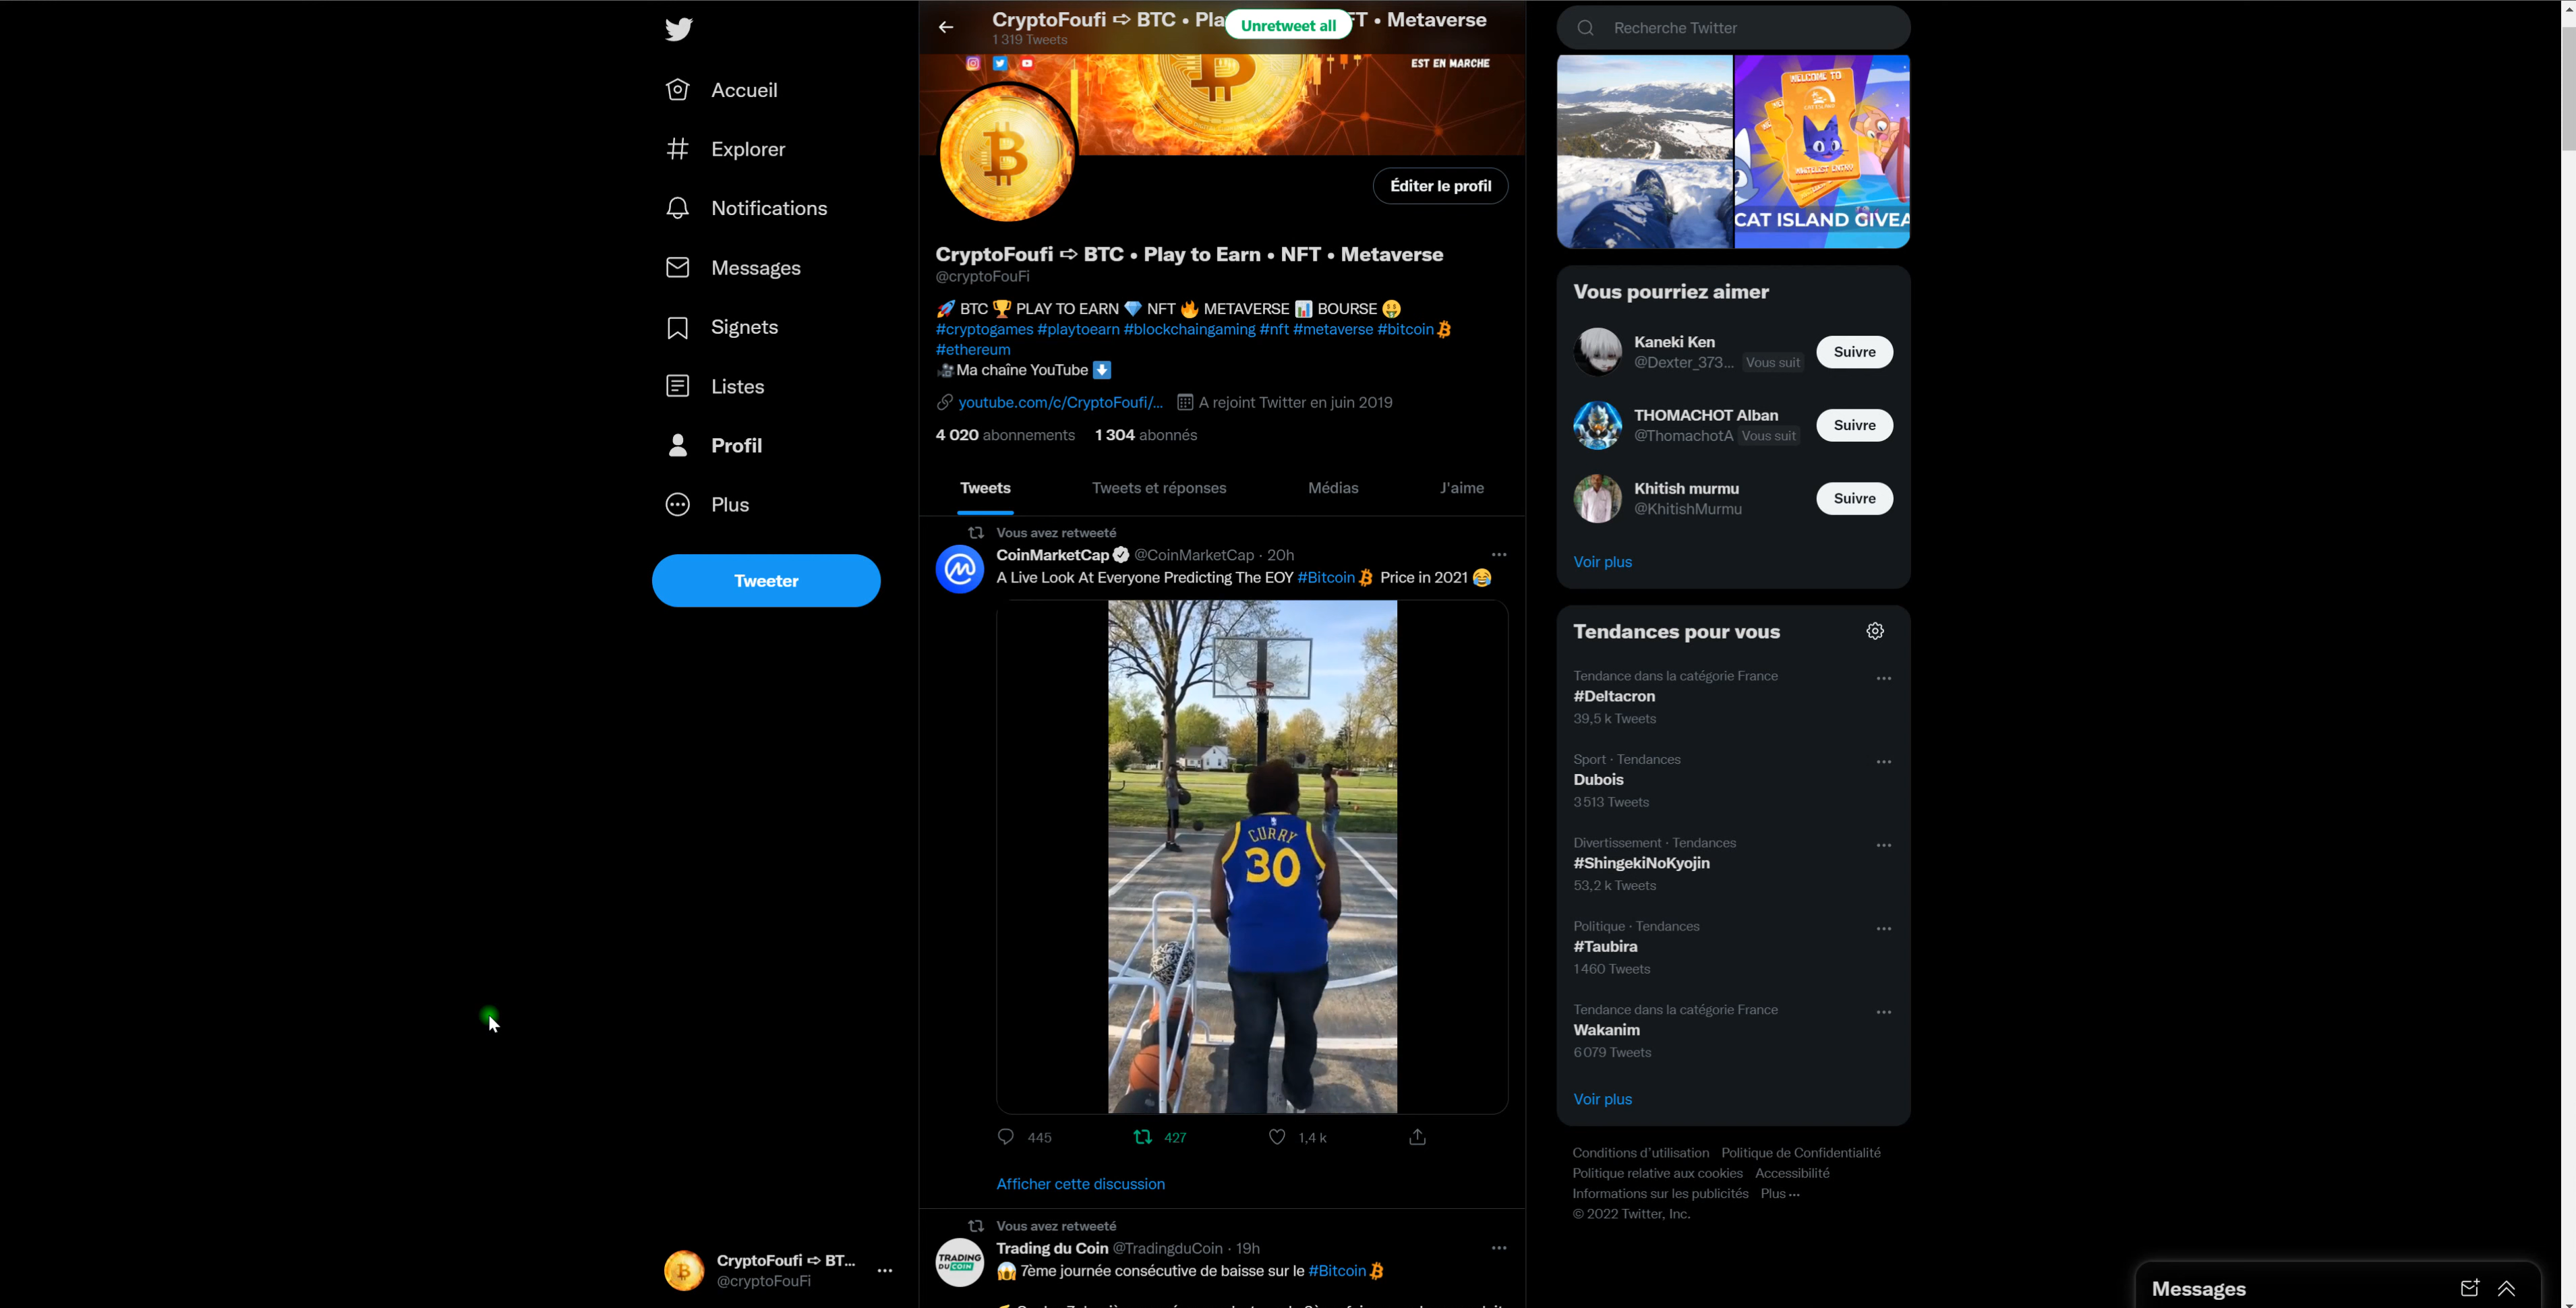 Accueil
Explorer
Notifications
Messages
Signets
Listes
Profil
Plus
Tweeter
CryptoFoufi ➪ BT...
@cryptoFouFi
CryptoFoufi ➪ BTC • Pla
Unretweet all
FT • Metaverse
1 319 Tweets
EST EN MARCHE
Éditer le profil
CryptoFoufi ➪ BTC • Play to Earn • NFT • Metaverse
@cryptoFouFi
🚀 BTC 🏆 PLAY TO EARN 💎 NFT 🔥 METAVERSE 📊 BOURSE 🤑
#cryptogames #playtoearn #blockchaingaming #nft #metaverse #bitcoin
#ethereum
🎥Ma chaîne YouTube ⬇️
youtube.com/c/CryptoFoufi/... A rejoint Twitter en juin 2019
4 020 abonnements 1 304 abonnés
Tweets Tweets et réponses Médias J'aime
Vous avez retweeté
CoinMarketCap @CoinMarketCap · 20h
A Live Look At Everyone Predicting The EOY #Bitcoin Price in 2021 😂
CURRY
30
445 427 1,4 k
Afficher cette discussion
Vous avez retweeté
TRADING
DU COIN
Trading du Coin @TradingduCoin · 19h
😱 7ème journée consécutive de baisse sur le #Bitcoin
Recherche Twitter
WELCOME TO
CAT ISLAND GIVEA
Vous pourriez aimer
Kaneki Ken
@Dexter_373... Vous suit
Suivre
THOMACHOT Alban
@ThomachotA Vous suit
Suivre
Khitish murmu
@KhitishMurmu
Suivre
Voir plus
Tendances pour vous
Tendance dans la catégorie France
#Deltacron
39,5 k Tweets
Sport · Tendances
Dubois
3 513 Tweets
Divertissement · Tendances
#ShingekiNoKyojin
53,2 k Tweets
Politique · Tendances
#Taubira
1 460 Tweets
Tendance dans la catégorie France
Wakanim
6 079 Tweets
Voir plus
Conditions d'utilisation Politique de Confidentialité
Politique relative aux cookies Accessibilité
Informations sur les publicités Plus ···
© 2022 Twitter, Inc.
Messages